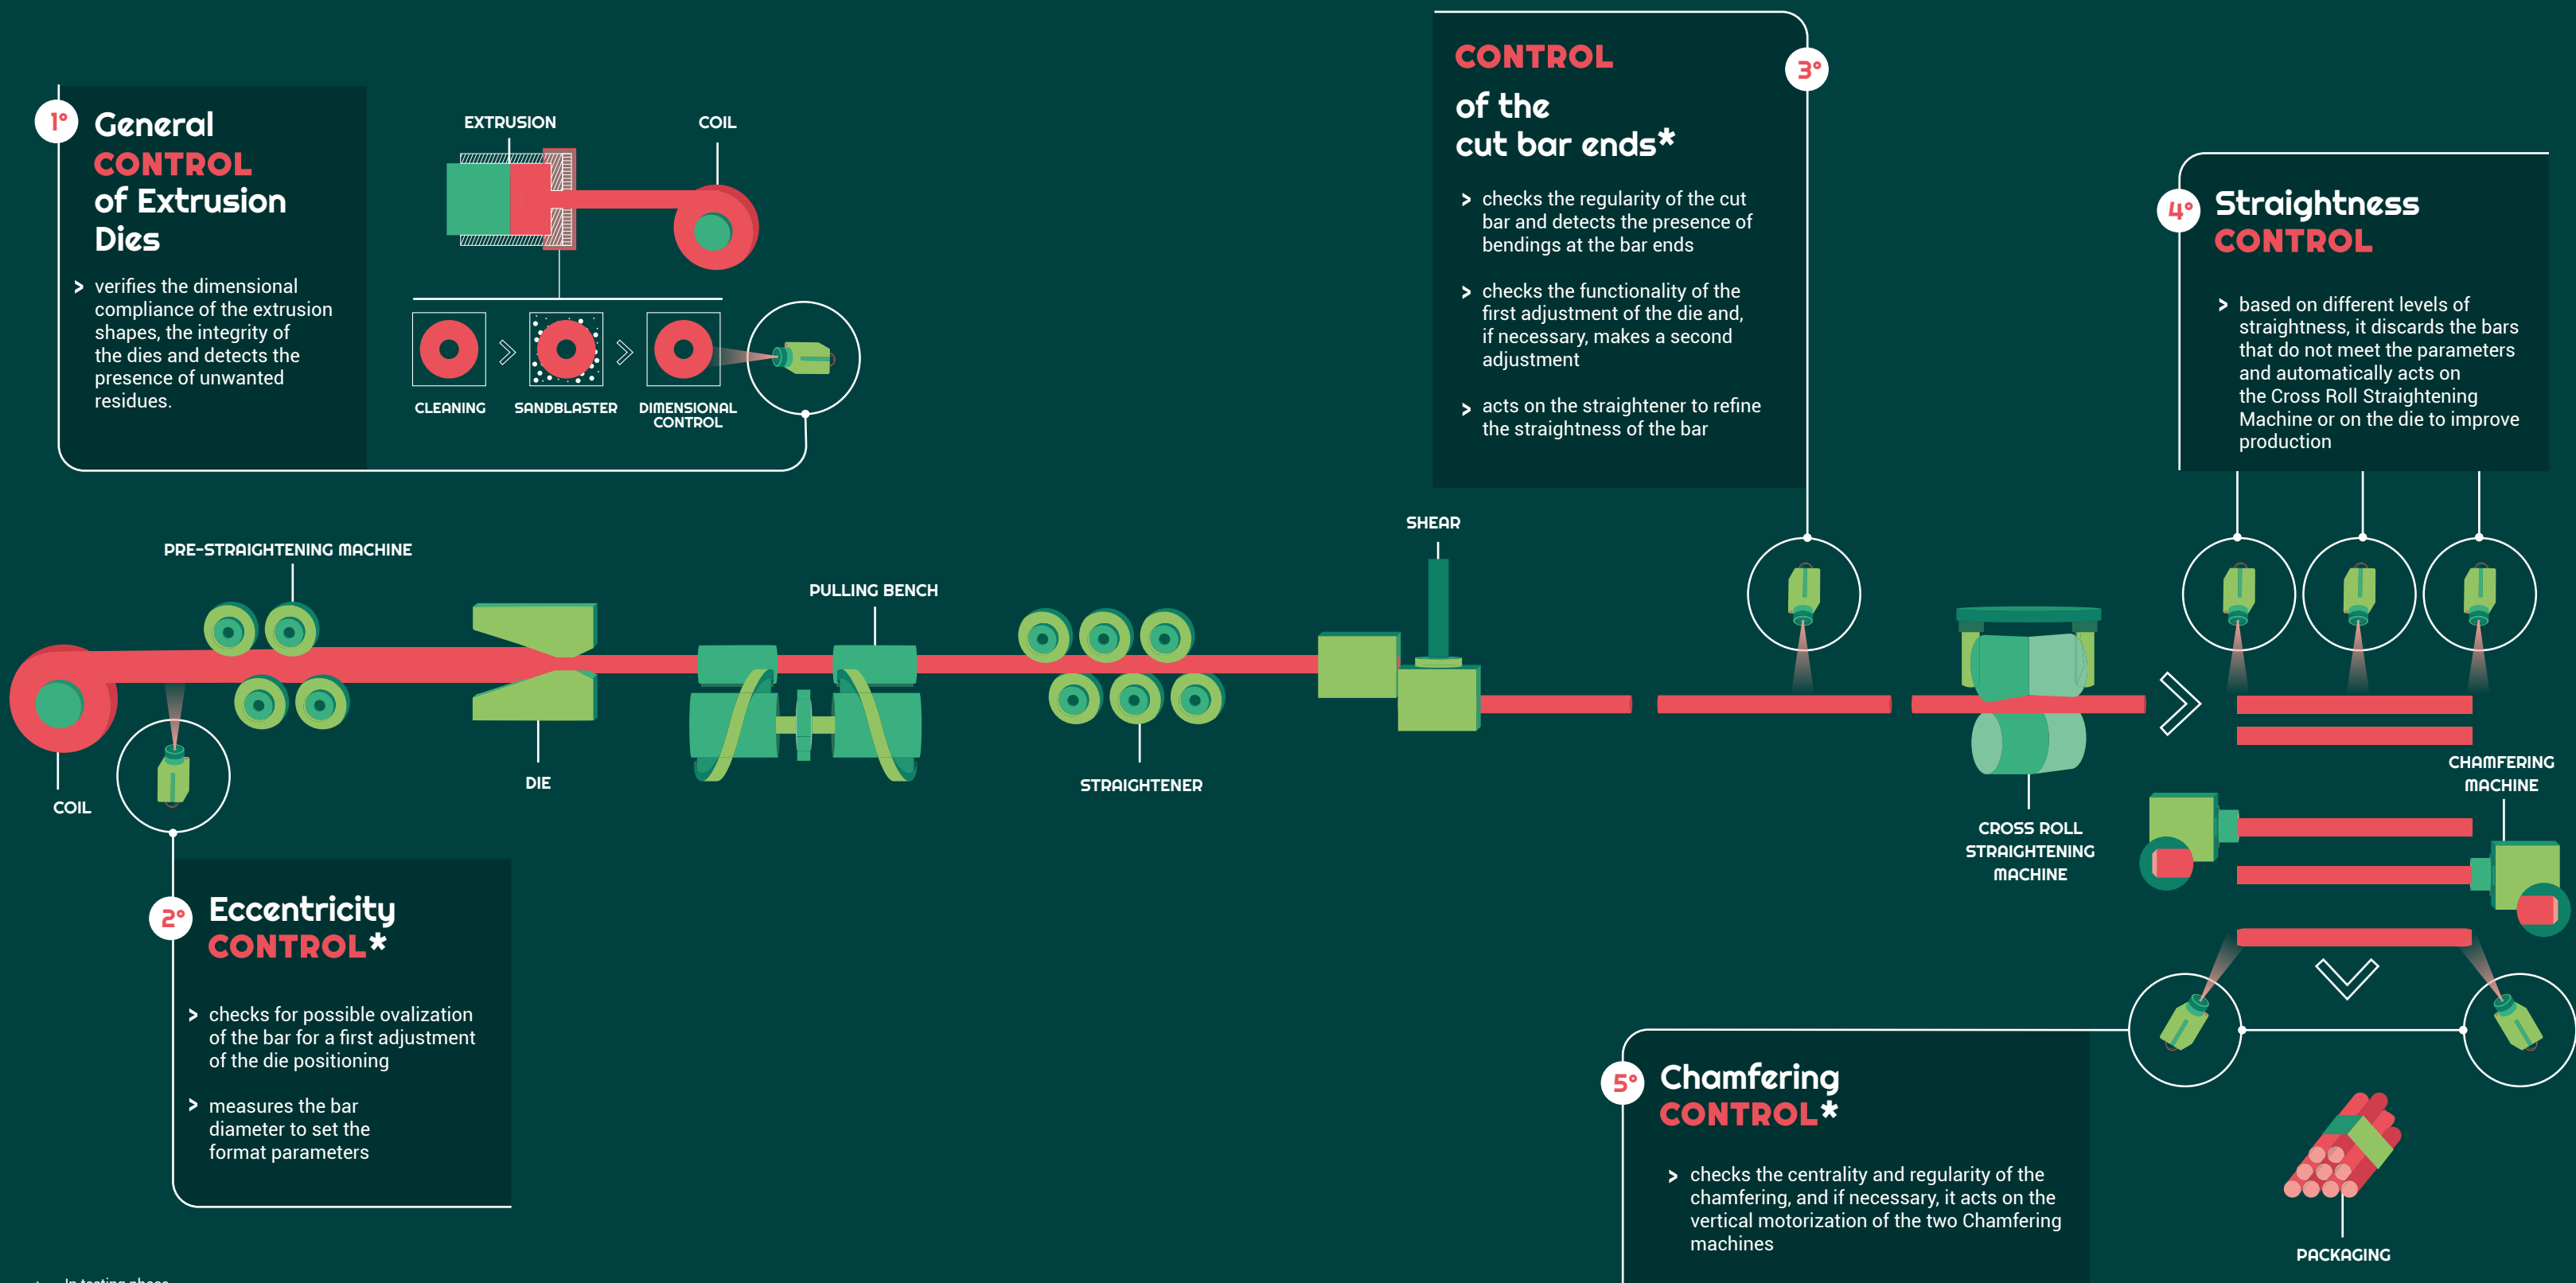 1°
General
CONTROL
of Extrusion
Dies
> verifies the dimensional
compliance of the extrusion
shapes, the integrity of
the dies and detects the
presence of unwanted
residues.
EXTRUSION
COIL
CLEANING
SANDBLASTER
DIMENSIONAL
CONTROL
3°
CONTROL
of the
cut bar ends*
> checks the regularity of the cut
bar and detects the presence of
bendings at the bar ends
> checks the functionality of the
first adjustment of the die and,
if necessary, makes a second
adjustment
> acts on the straightener to refine
the straightness of the bar
4°
Straightness
CONTROL
> based on different levels of
straightness, it discards the bars
that do not meet the parameters
and automatically acts on
the Cross Roll Straightening
Machine or on the die to improve
production
PRE-STRAIGHTENING MACHINE
PULLING BENCH
SHEAR
COIL
DIE
STRAIGHTENER
CROSS ROLL
STRAIGHTENING
MACHINE
CHAMFERING
MACHINE
2°
Eccentricity
CONTROL*
> checks for possible ovalization
of the bar for a first adjustment
of the die positioning
> measures the bar
diameter to set the
format parameters
5°
Chamfering
CONTROL*
> checks the centrality and regularity of the
chamfering, and if necessary, it acts on the
vertical motorization of the two Chamfering
machines
PACKAGING
In testing phase